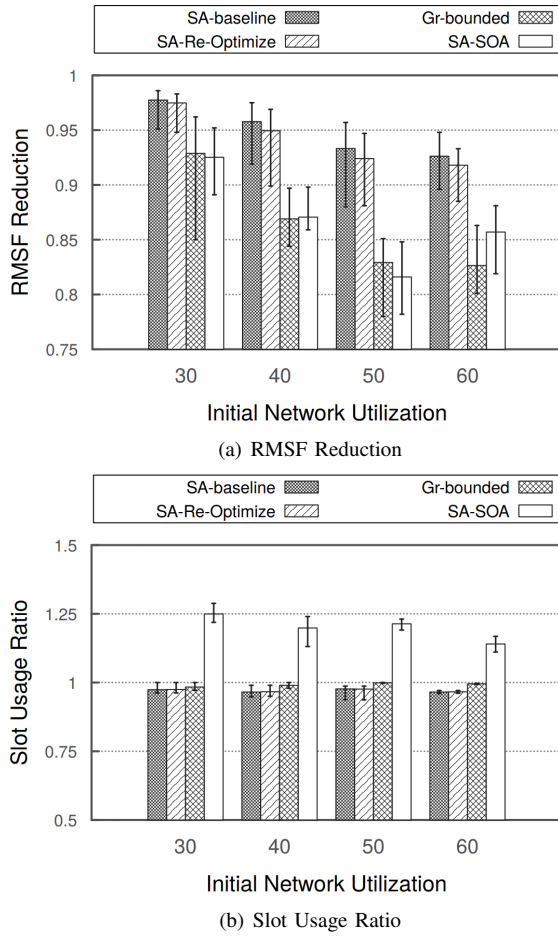 SA-baseline Gr-bounded
SA-Re-Optimize SA-SOA
1
0.95
0.9
0.85
0.8
0.75
RMSF Reduction
30 40 50 60
Initial Network Utilization
(a) RMSF Reduction
SA-baseline Gr-bounded
SA-Re-Optimize SA-SOA
1.5
1.25
1
0.75
0.5
Slot Usage Ratio
30 40 50 60
Initial Network Utilization
(b) Slot Usage Ratio